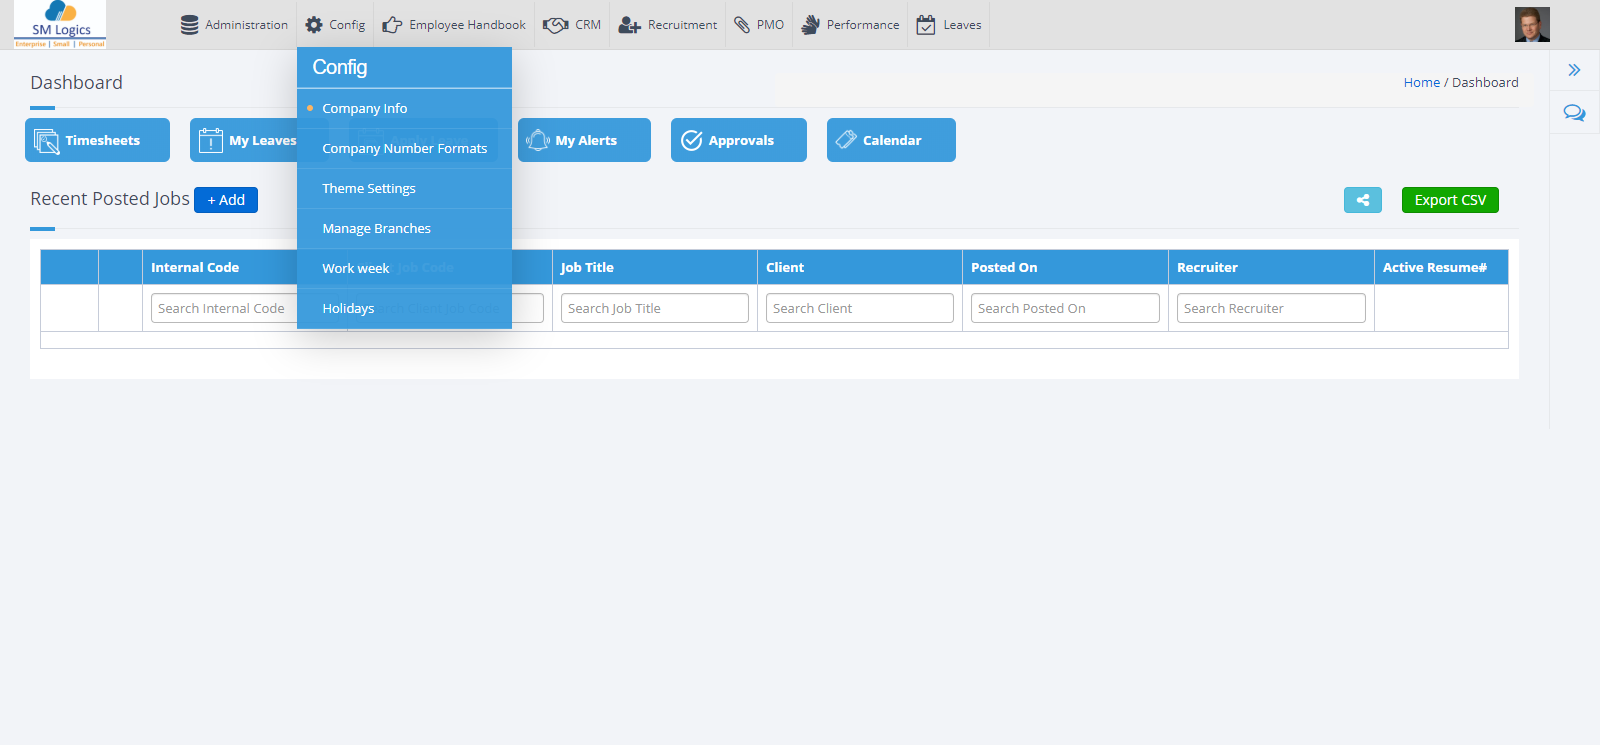 SM Logics
Enterprise | Small | Personal
Administration
Config
Employee Handbook
CRM
Recruitment
PMO
Performance
Leaves
Config
Company Info
Company Number Formats
Theme Settings
Manage Branches
Work week
Holidays
Dashboard
Home / Dashboard
Timesheets
My Leaves
My Alerts
Approvals
Calendar
Recent Posted Jobs
+ Add
Export CSV
Internal Code
Job Code
Job Title
Client
Posted On
Recruiter
Active Resume#
Search Internal Code
Search Client Job Code
Search Job Title
Search Client
Search Posted On
Search Recruiter